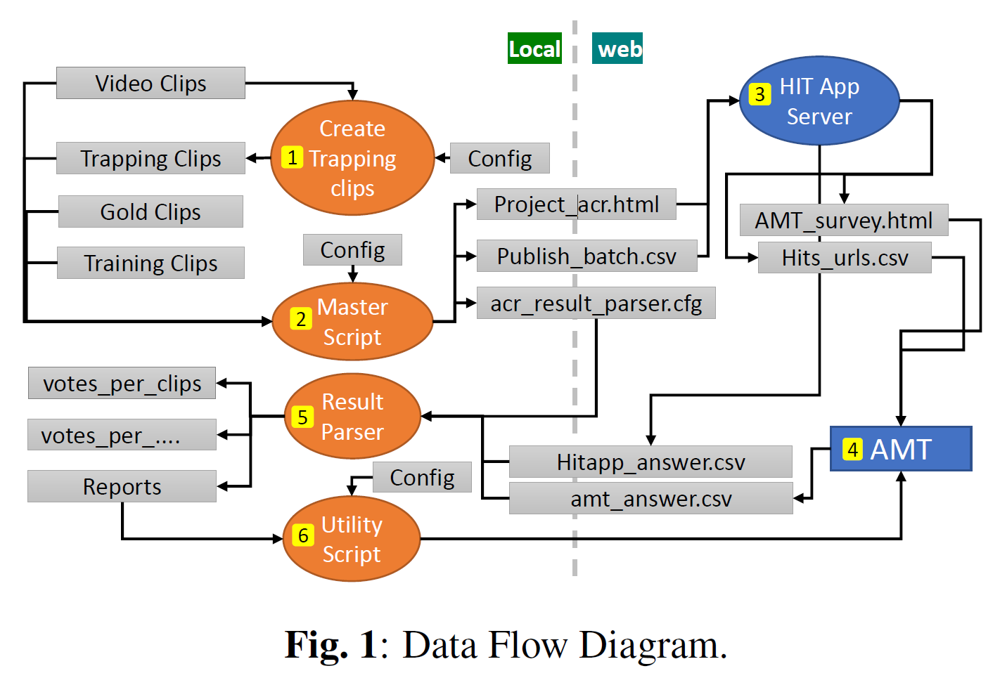 Local
web
Video Clips
Trapping Clips
Gold Clips
Training Clips
1
Create
Trapping
clips
Config
Config
2
Master
Script
Project_acr.html
Publish_batch.csv
acr_result_parser.cfg
3
HIT App
Server
AMT_survey.html
Hits_urls.csv
votes_per_clips
votes_per_....
Reports
5
Result
Parser
Config
6
Utility
Script
Hitapp_answer.csv
amt_answer.csv
4
AMT
Fig. 1: Data Flow Diagram.